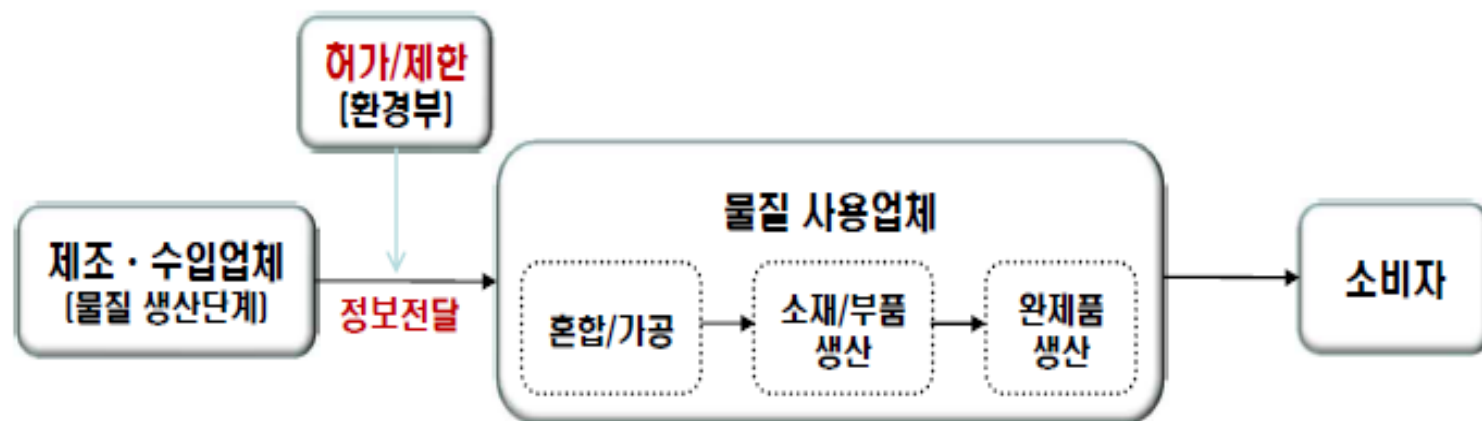 허가/제한
(환경부)
제조 · 수입업체
(물질 생산단계)
정보전달
물질 사용업체
혼합/가공
소재/부품
생산
완제품
생산
소비자